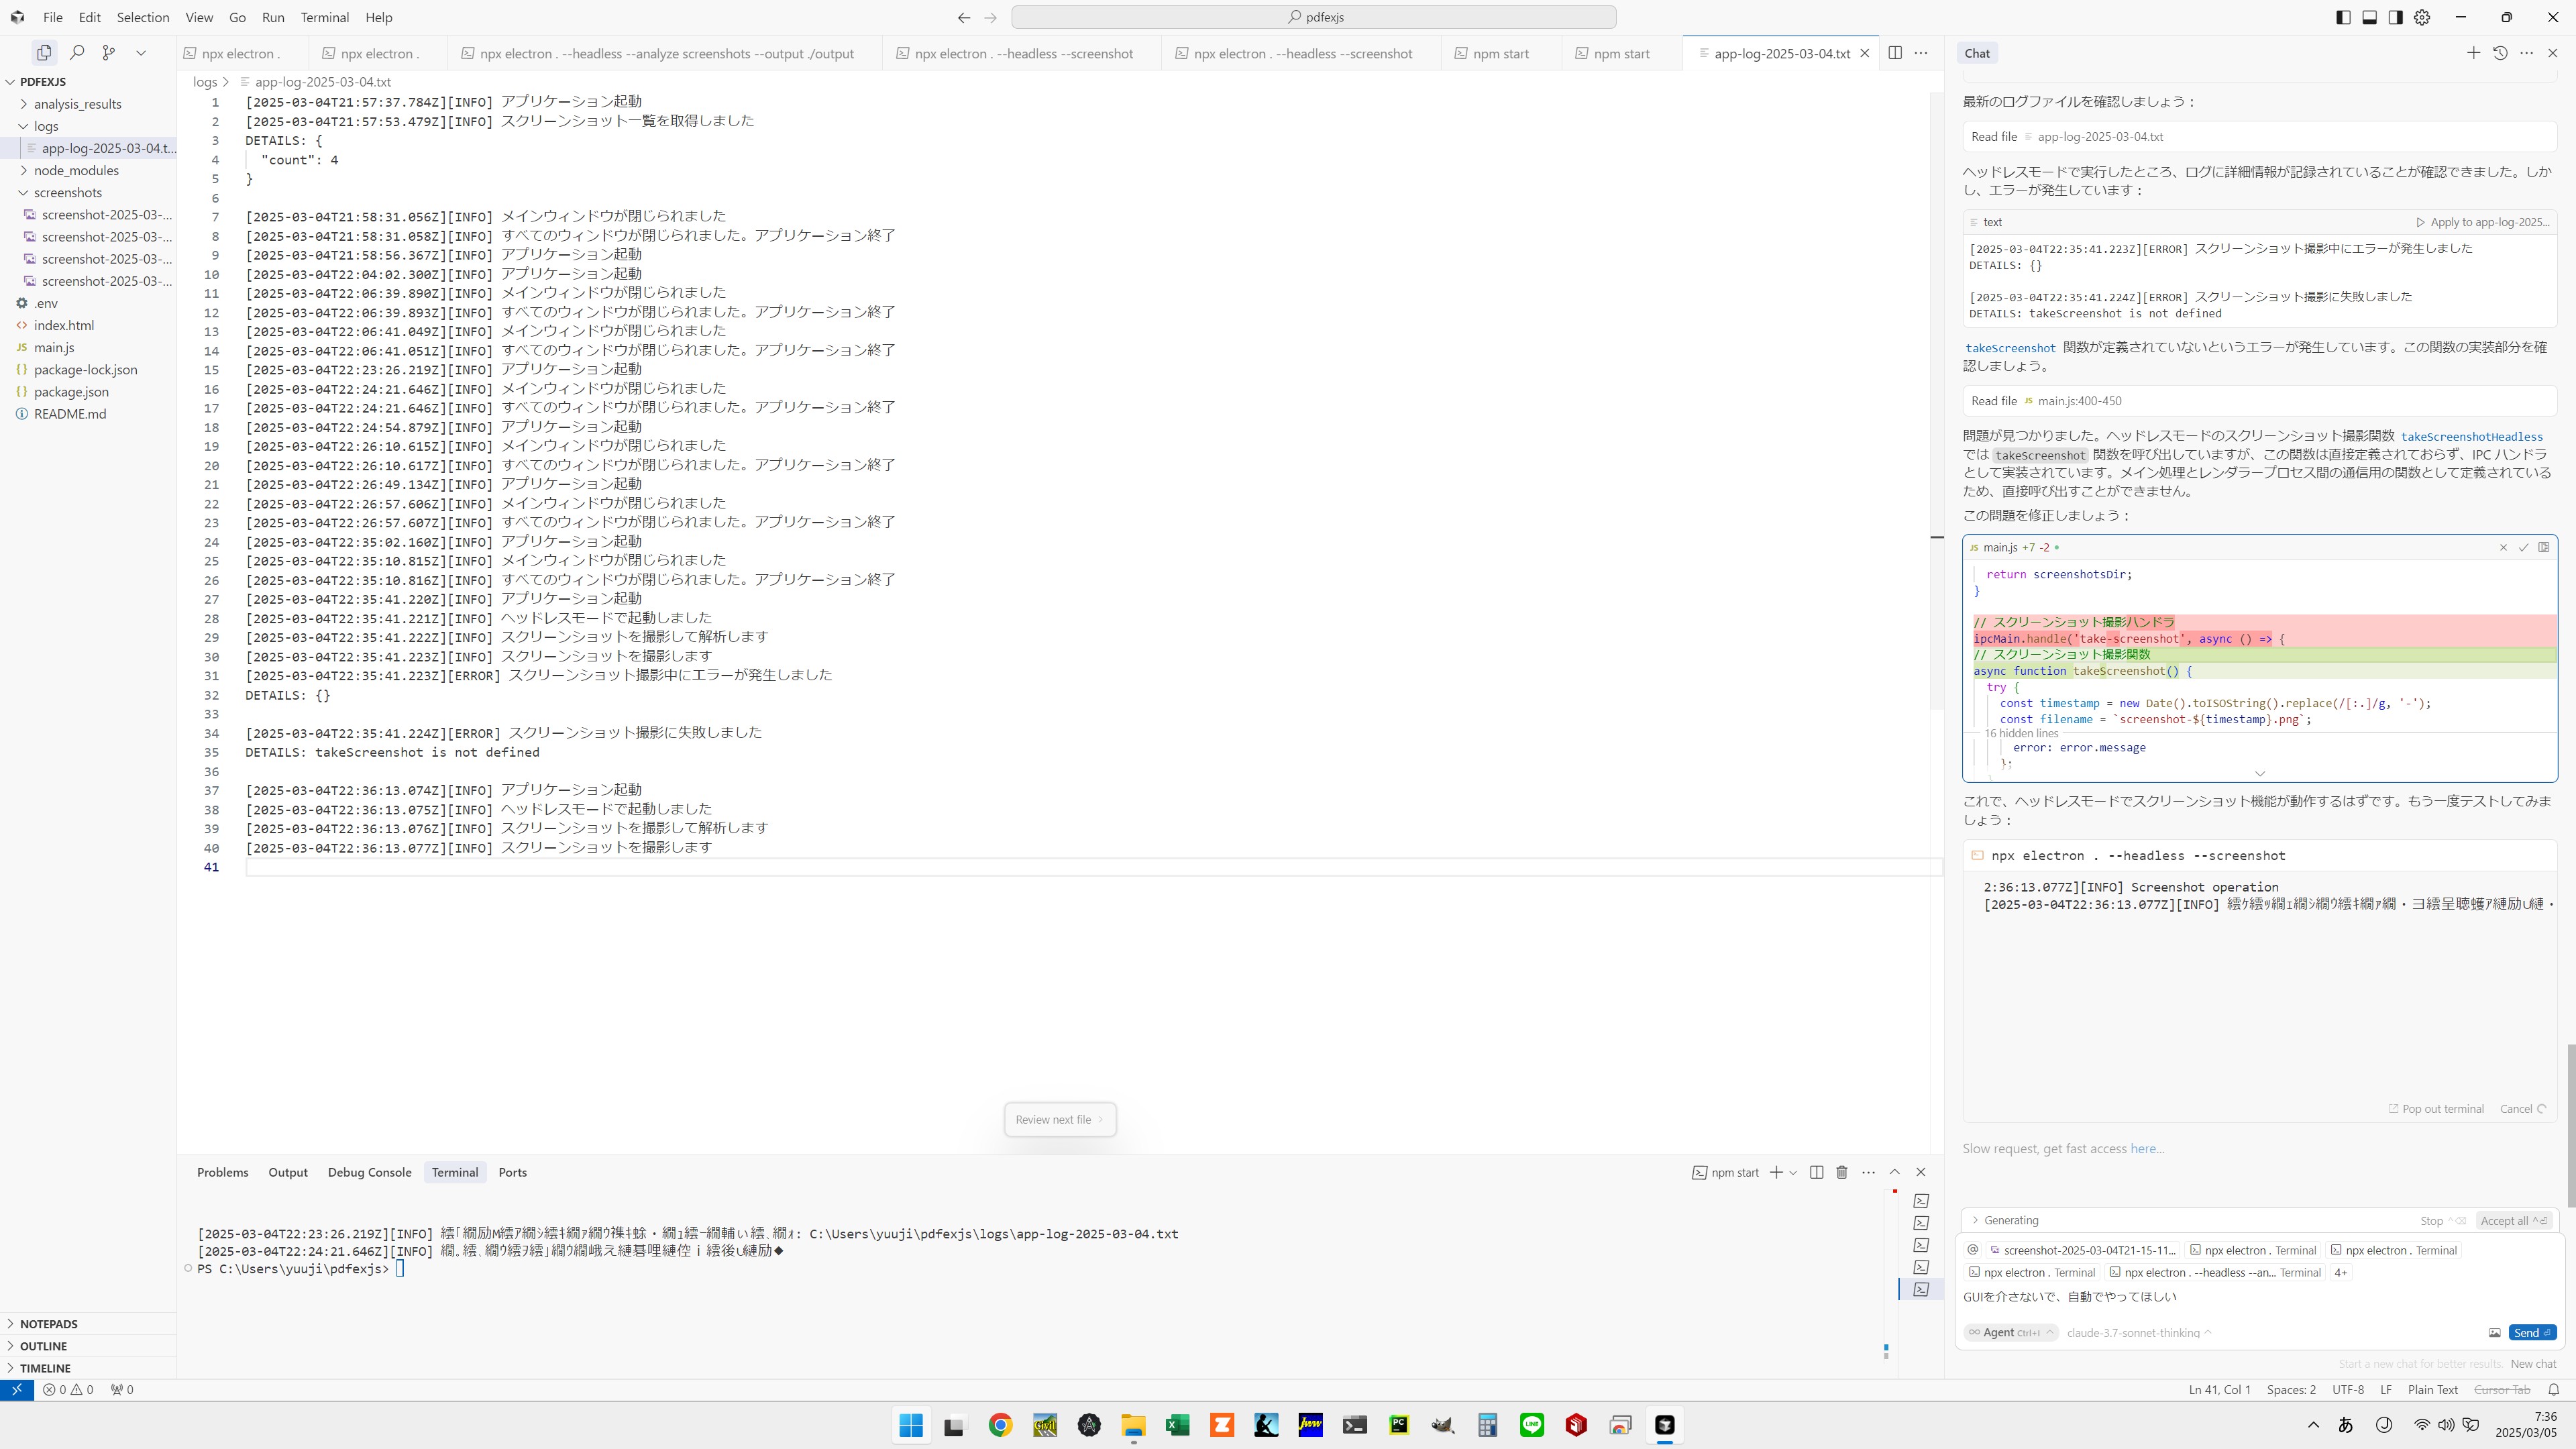 File Edit Selection View Go Run Terminal Help
pdfexjs
npx electron .
npx electron .
npx electron . --headless --analyze screenshots --output ./output
npx electron . --headless --screenshot
npx electron . --headless --screenshot
npm start
npm start
app-log-2025-03-04.txt
PDFEXJS
analysis_results
logs
app-log-2025-03-04.t...
node_modules
screenshots
screenshot-2025-03-...
screenshot-2025-03-...
screenshot-2025-03-...
screenshot-2025-03-...
.env
index.html
JS main.js
{} package-lock.json
{} package.json
README.md
NOTEPADS
OUTLINE
TIMELINE
logs > app-log-2025-03-04.txt
1 [2025-03-04T21:57:37.784Z][INFO] アプリケーション起動
2 [2025-03-04T21:57:53.479Z][INFO] スクリーンショット一覧を取得しました
3 DETAILS: {
4 "count": 4
5 }
6
7 [2025-03-04T21:58:31.056Z][INFO] メインウィンドウが閉じられました
8 [2025-03-04T21:58:31.058Z][INFO] すべてのウィンドウが閉じられました。アプリケーション終了
9 [2025-03-04T21:58:56.367Z][INFO] アプリケーション起動
10 [2025-03-04T22:04:02.300Z][INFO] アプリケーション起動
11 [2025-03-04T22:06:39.890Z][INFO] メインウィンドウが閉じられました
12 [2025-03-04T22:06:39.893Z][INFO] すべてのウィンドウが閉じられました。アプリケーション終了
13 [2025-03-04T22:06:41.049Z][INFO] メインウィンドウが閉じられました
14 [2025-03-04T22:06:41.051Z][INFO] すべてのウィンドウが閉じられました。アプリケーション終了
15 [2025-03-04T22:23:26.219Z][INFO] アプリケーション起動
16 [2025-03-04T22:24:21.646Z][INFO] メインウィンドウが閉じられました
17 [2025-03-04T22:24:21.646Z][INFO] すべてのウィンドウが閉じられました。アプリケーション終了
18 [2025-03-04T22:24:54.879Z][INFO] アプリケーション起動
19 [2025-03-04T22:26:10.615Z][INFO] メインウィンドウが閉じられました
20 [2025-03-04T22:26:10.617Z][INFO] すべてのウィンドウが閉じられました。アプリケーション終了
21 [2025-03-04T22:26:49.134Z][INFO] アプリケーション起動
22 [2025-03-04T22:26:57.606Z][INFO] メインウィンドウが閉じられました
23 [2025-03-04T22:26:57.607Z][INFO] すべてのウィンドウが閉じられました。アプリケーション終了
24 [2025-03-04T22:35:02.160Z][INFO] アプリケーション起動
25 [2025-03-04T22:35:10.815Z][INFO] メインウィンドウが閉じられました
26 [2025-03-04T22:35:10.816Z][INFO] すべてのウィンドウが閉じられました。アプリケーション終了
27 [2025-03-04T22:35:41.220Z][INFO] アプリケーション起動
28 [2025-03-04T22:35:41.221Z][INFO] ヘッドレスモードで起動しました
29 [2025-03-04T22:35:41.222Z][INFO] スクリーンショットを撮影して解析します
30 [2025-03-04T22:35:41.223Z][INFO] スクリーンショットを撮影します
31 [2025-03-04T22:35:41.223Z][ERROR] スクリーンショット撮影中にエラーが発生しました
32 DETAILS: {}
33
34 [2025-03-04T22:35:41.224Z][ERROR] スクリーンショット撮影に失敗しました
35 DETAILS: takeScreenshot is not defined
36
37 [2025-03-04T22:36:13.074Z][INFO] アプリケーション起動
38 [2025-03-04T22:36:13.075Z][INFO] ヘッドレスモードで起動しました
39 [2025-03-04T22:36:13.076Z][INFO] スクリーンショットを撮影して解析します
40 [2025-03-04T22:36:13.077Z][INFO] スクリーンショットを撮影します
41
Review next file
Problems Output Debug Console Terminal Ports
npm start
[2025-03-04T22:23:26.219Z][INFO]
: C:\Users\yuuji\pdfexjs\logs\app-log-2025-03-04.txt
[2025-03-04T22:24:21.646Z][INFO]
PS C:\Users\yuuji\pdfexjs>
Chat
最新のログファイルを確認しましょう：
Read file app-log-2025-03-04.txt
ヘッドレスモードで実行したところ、ログに詳細情報が記録されていることが確認できました。しか
し、エラーが発生しています：
text
Apply to app-log-2025...
[2025-03-04T22:35:41.223Z][ERROR] スクリーンショット撮影中にエラーが発生しました
DETAILS: {}
[2025-03-04T22:35:41.224Z][ERROR] スクリーンショット撮影に失敗しました
DETAILS: takeScreenshot is not defined
takeScreenshot 関数が定義されていないというエラーが発生しています。この関数の実装部分を確
認しましょう。
Read file JS main.js:400-450
問題が見つかりました。ヘッドレスモードのスクリーンショット撮影関数 takeScreenshotHeadless
では takeScreenshot 関数を呼び出していますが、この関数は直接定義されておらず、IPC ハンドラ
として実装されています。メイン処理とレンダラープロセス間の通信用の関数として定義されている
ため、直接呼び出すことができません。
この問題を修正しましょう：
JS main.js +7 -2
return screenshotsDir;
}
// スクリーンショット撮影ハンドラ
ipcMain.handle('take-screenshot', async () => {
// スクリーンショット撮影関数
async function takeScreenshot() {
try {
const timestamp = new Date().toISOString().replace(/[:.]/g, '-');
const filename = `screenshot-${timestamp}.png`;
16 hidden lines
error: error.message
};
これで、ヘッドレスモードでスクリーンショット機能が動作するはずです。もう一度テストしてみま
しょう：
npx electron . --headless --screenshot
2:36:13.077Z][INFO] Screenshot operation
[2025-03-04T22:36:13.077Z][INFO]
Pop out terminal Cancel
Slow request, get fast access here...
Generating
Stop
Accept all
@ screenshot-2025-03-04T21-15-11... npx electron . Terminal npx electron . Terminal
npx electron . Terminal npx electron . --headless --an... Terminal 4+
GUIを介さないで、自動でやってほしい
Agent Ctrl+I claude-3.7-sonnet-thinking
Send
Start a new chat for better results. New chat
0 0 0
Ln 41, Col 1 Spaces: 2 UTF-8 LF Plain Text Cursor Tab
あ
7:36
2025/03/05